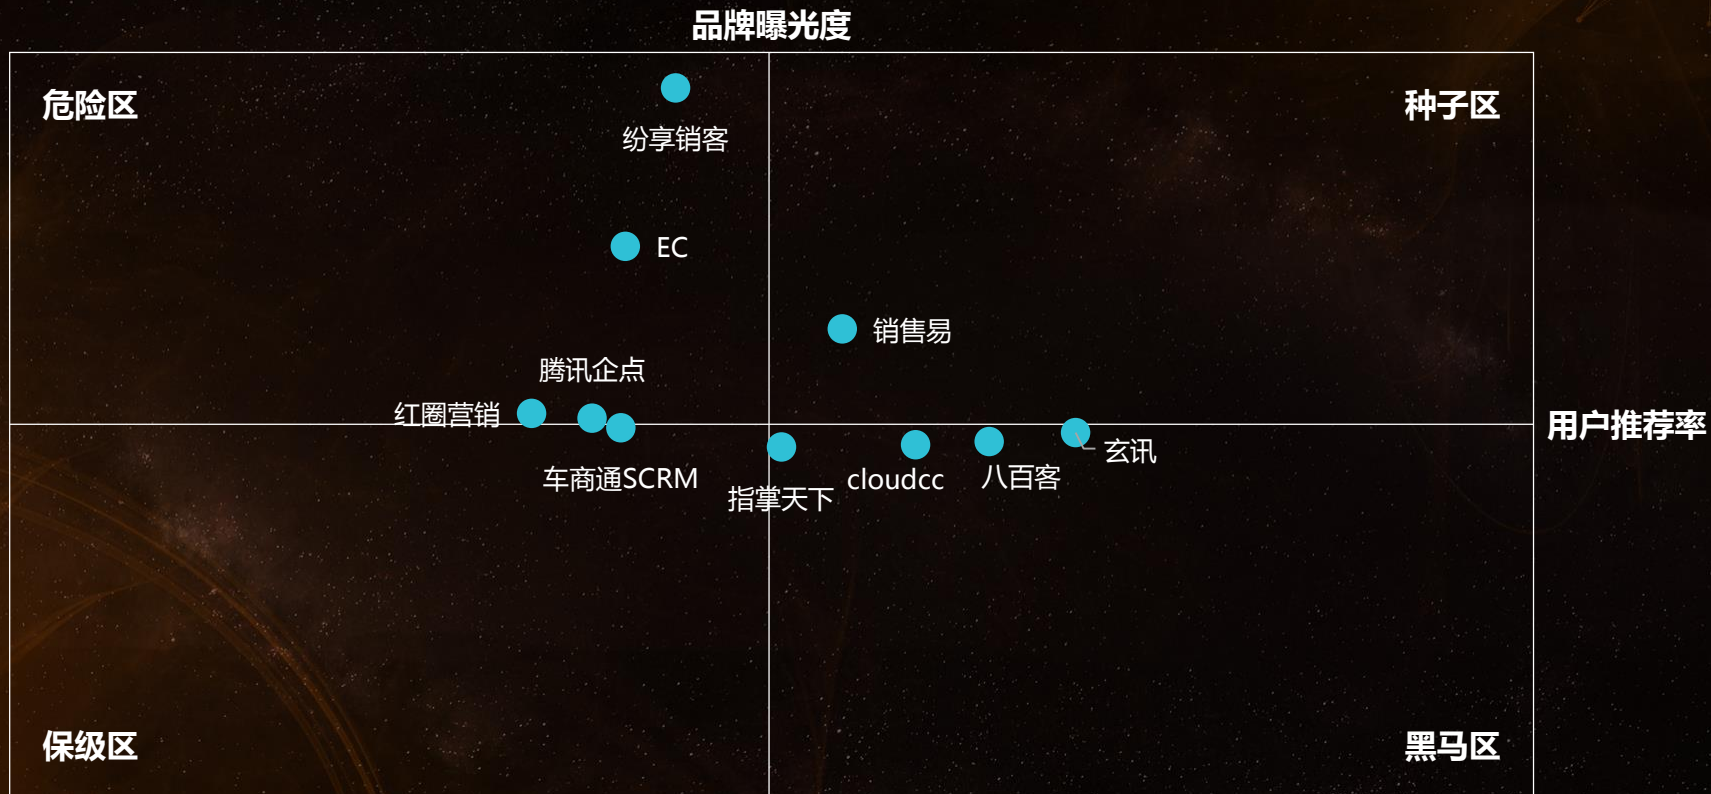 品牌曝光度
危险区
种子区
纷享销客
EC
销售易
腾讯企点
红圈营销
用户推荐率
玄讯
车商通SCRM
cloudcc
八百客
指掌天下
保级区
黑马区